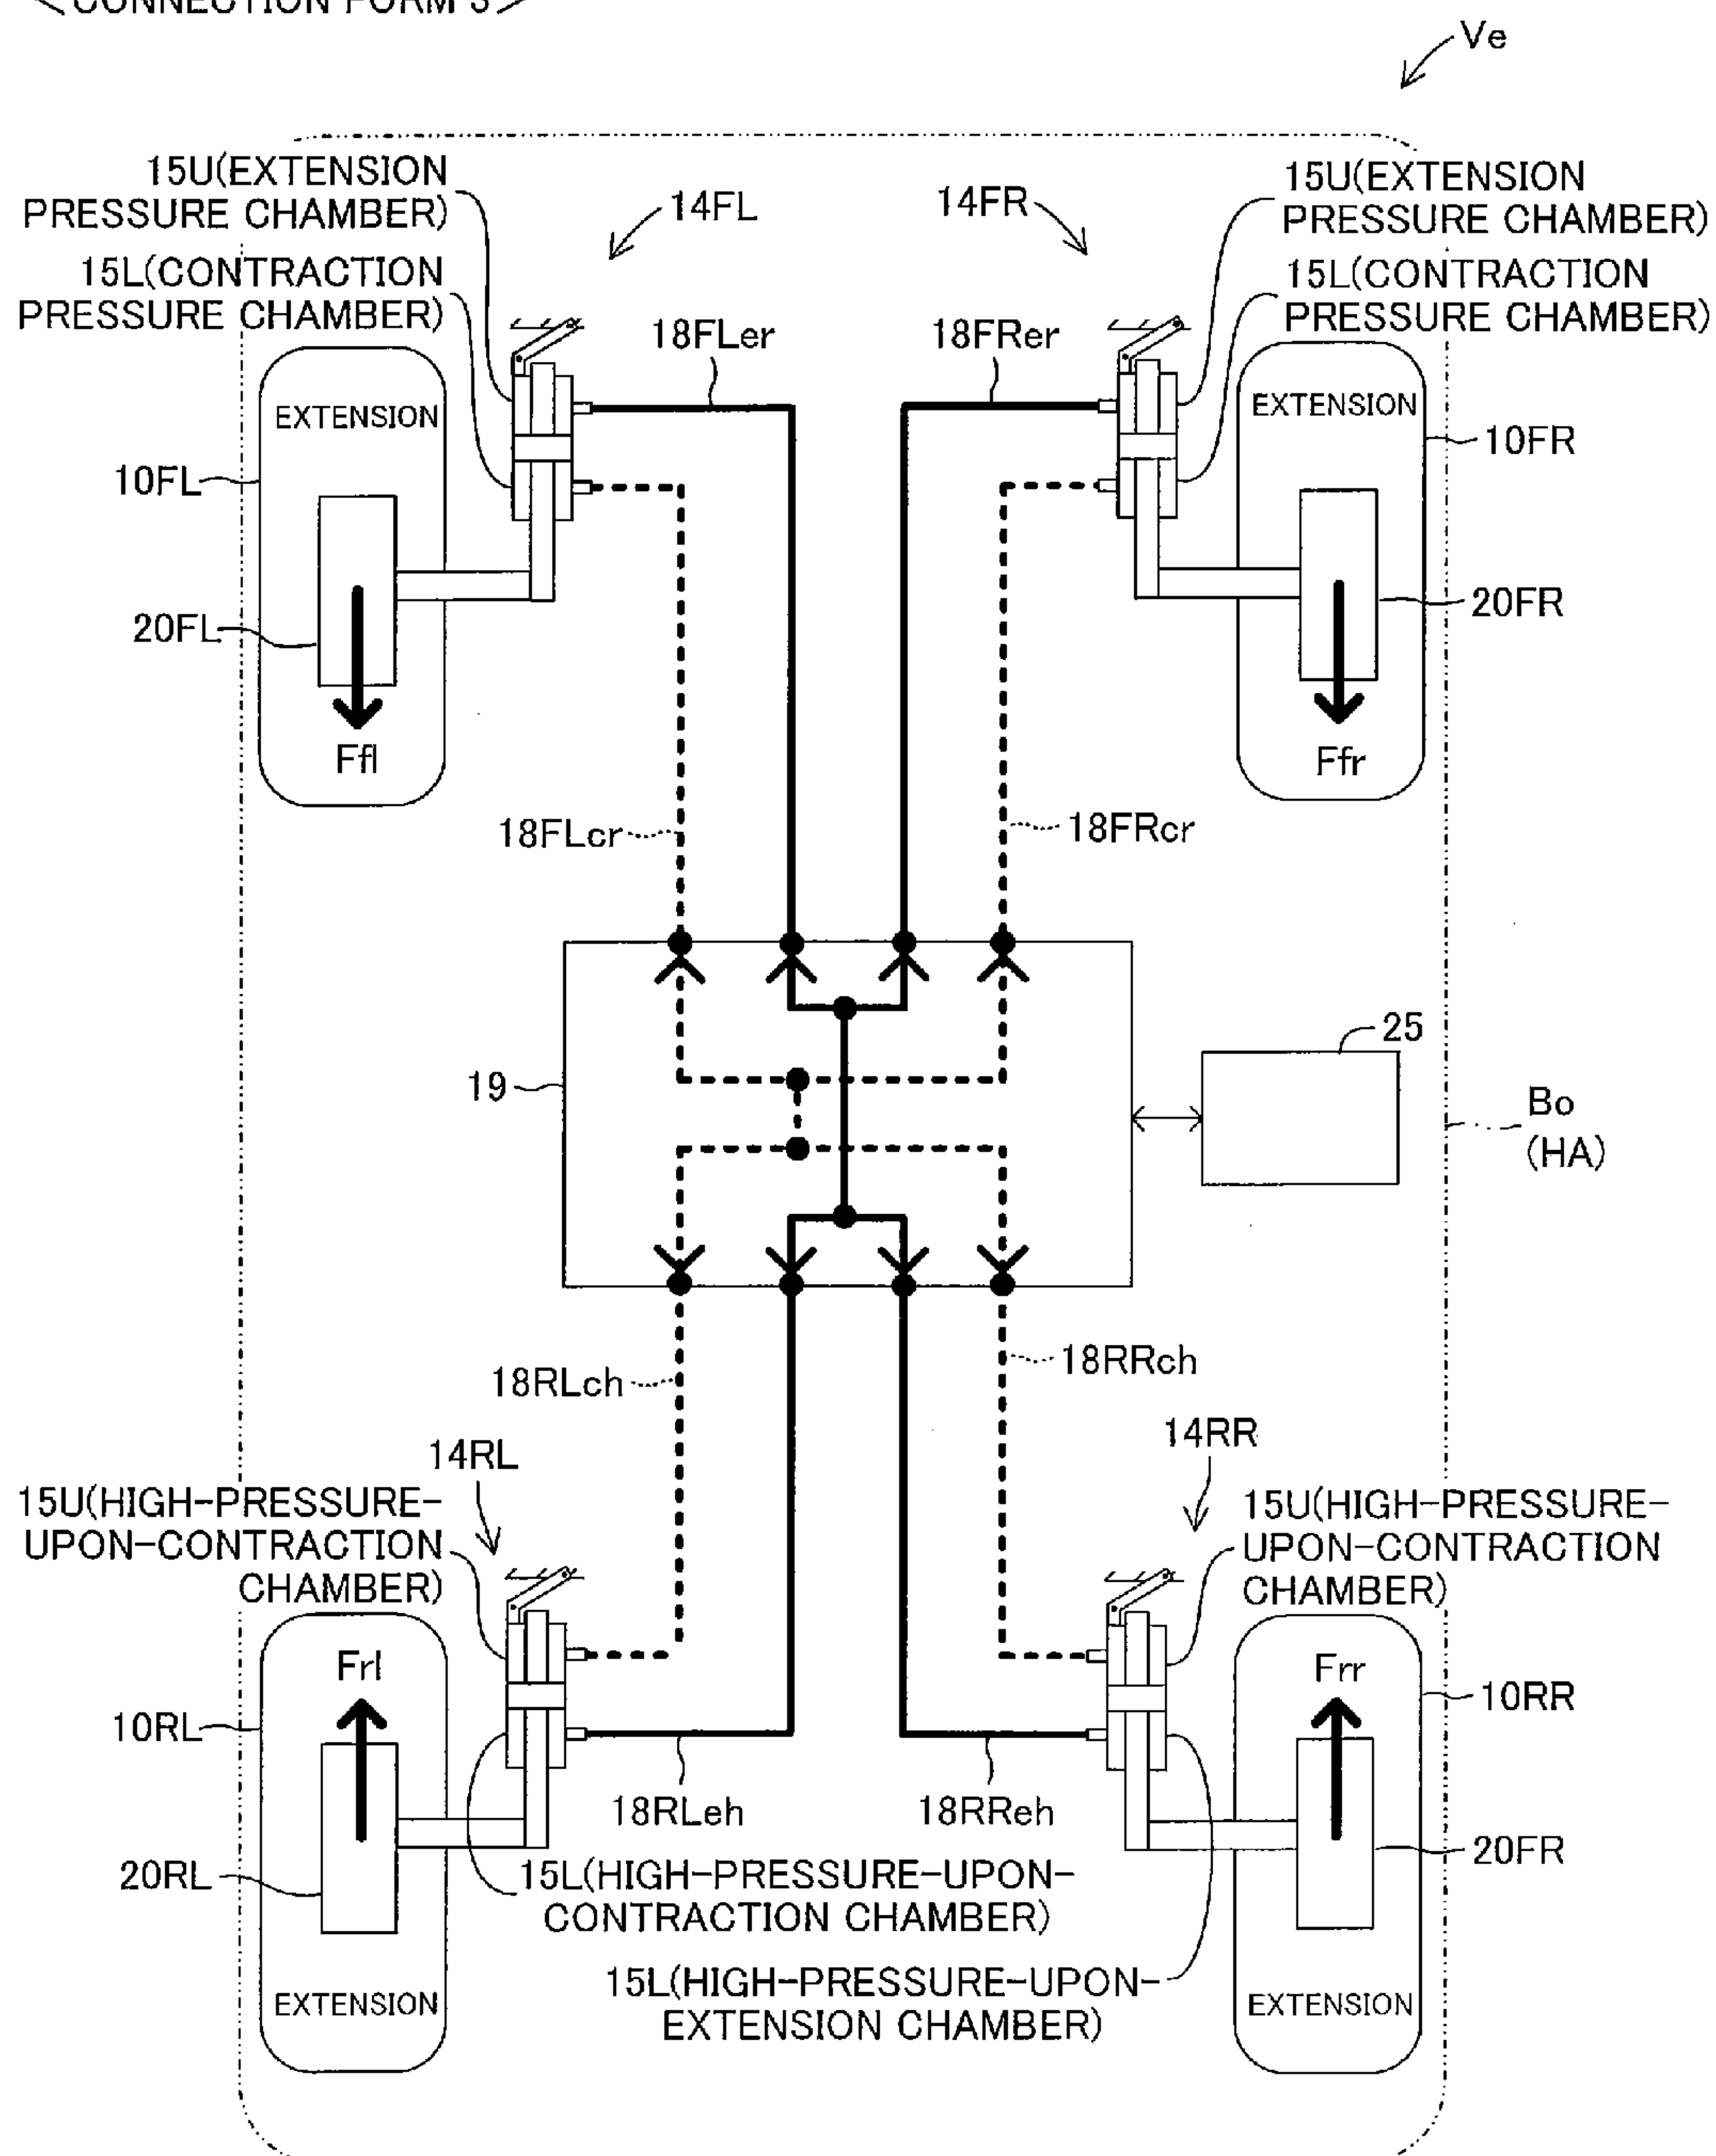 <CONNECTION FORM 3>
Ve
15U(EXTENSION
PRESSURE CHAMBER)
14FL
14FR
15U(EXTENSION
PRESSURE CHAMBER)
15L(CONTRACTION
PRESSURE CHAMBER)
15L(CONTRACTION
PRESSURE CHAMBER)
18FLer
18FRer
EXTENSION
EXTENSION
10FL
10FR
20FL
20FR
Ffl
Ffr
18FLcr
18FRcr
25
19
Bo
(HA)
18RLch
18RRch
14RL
14RR
15U(HIGH-PRESSURE-
UPON-CONTRACTION
CHAMBER)
15U(HIGH-PRESSURE-
UPON-CONTRACTION
CHAMBER)
Frl
Frr
10RL
10RR
18RLeh
18RReh
20RL
20FR
15L(HIGH-PRESSURE-UPON-
CONTRACTION CHAMBER)
15L(HIGH-PRESSURE-UPON-
EXTENSION CHAMBER)
EXTENSION
EXTENSION